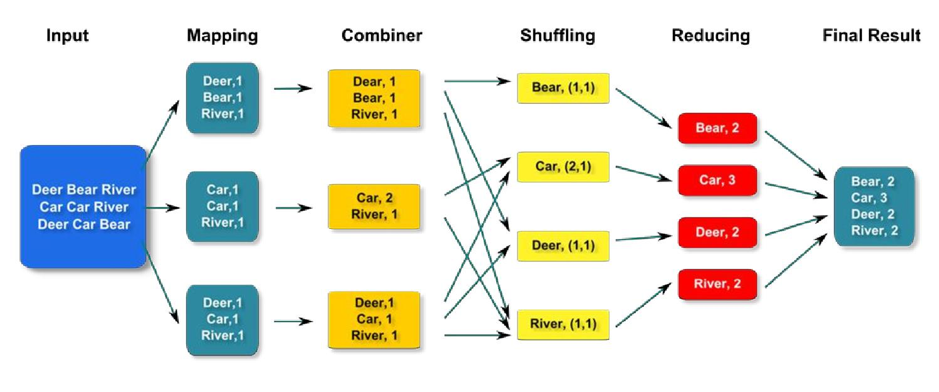 Input
Mapping
Combiner
Shuffling
Reducing
Final Result
Deer Bear River
Car Car River
Deer Car Bear
Deer,1
Bear,1
River,1
Car,1
Car,1
River,1
Deer,1
Car,1
River,1
Dear, 1
Bear, 1
River, 1
Car, 2
River, 1
Deer,1
Car, 1
River, 1
Bear, (1,1)
Car, (2,1)
Deer, (1,1)
River, (1,1)
Bear, 2
Car, 3
Deer, 2
River, 2
Bear, 2
Car, 3
Deer, 2
River, 2